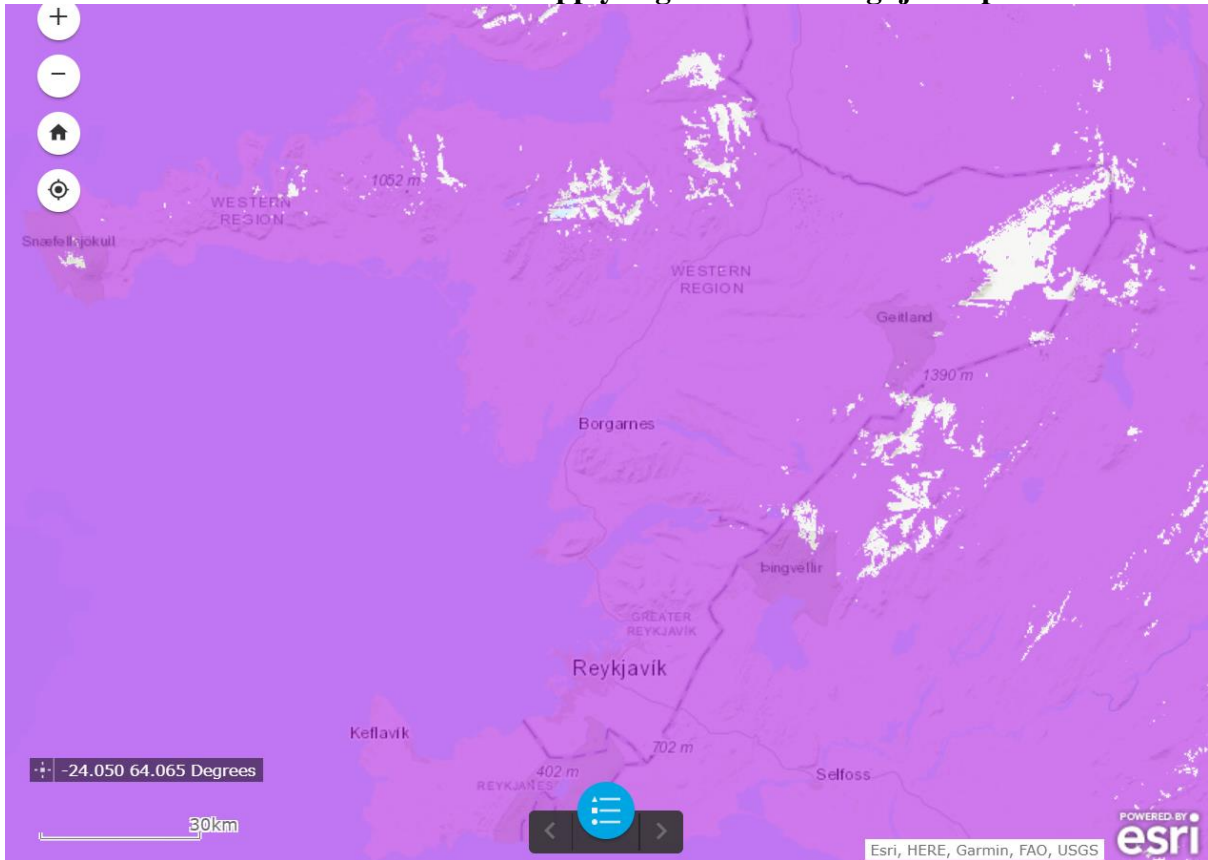 +
−
1052 m
WESTERN
REGION
Snæfellsjökull
WESTERN
REGION
Geitland
1390 m
Borgarnes
Þingvellir
GREATER
REYKJAVÍK
Reykjavík
Keflavík
702 m
402 m
Selfoss
REYKJANES
-24.050 64.065 Degrees
30km
POWERED BY
esri
Esri, HERE, Garmin, FAO, USGS